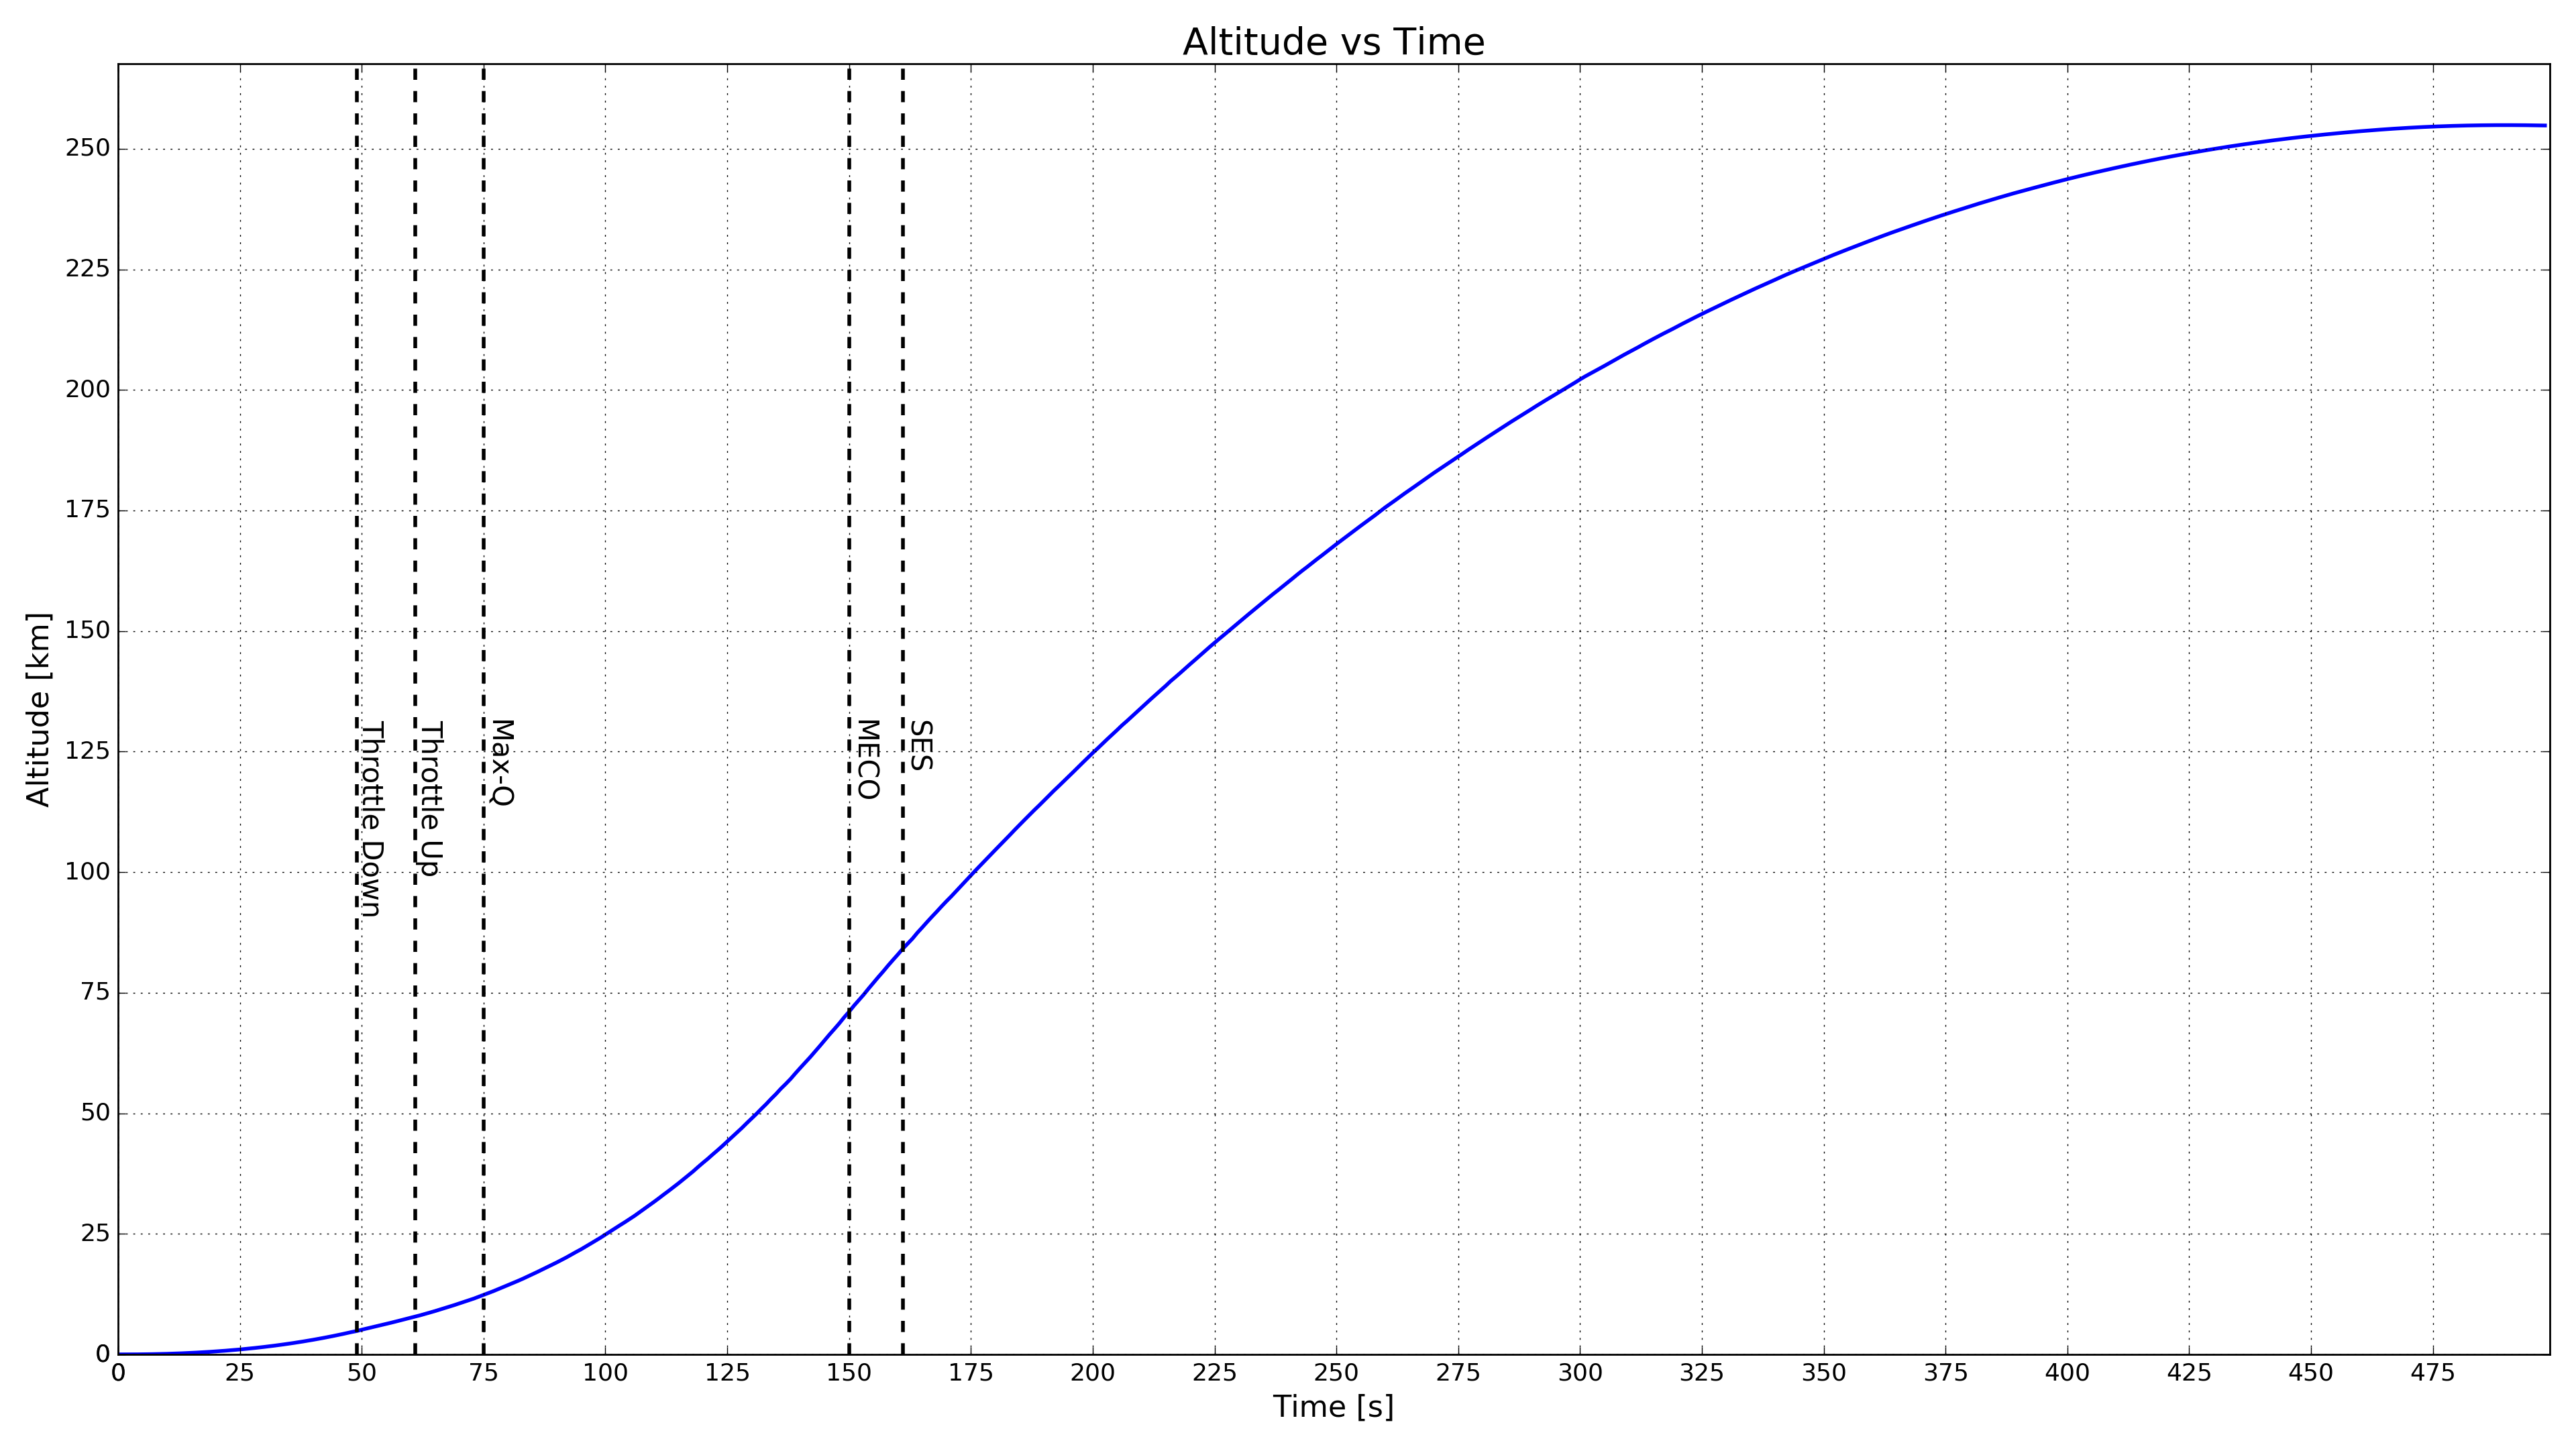 Altitude vs Time
Altitude [km]
250
225
200
175
150
125
100
75
50
25
0
Throttle Down
Throttle Up
Max-Q
MECO
SES
0 25 50 75 100 125 150 175 200 225 250 275 300 325 350 375 400 425 450 475
Time [s]